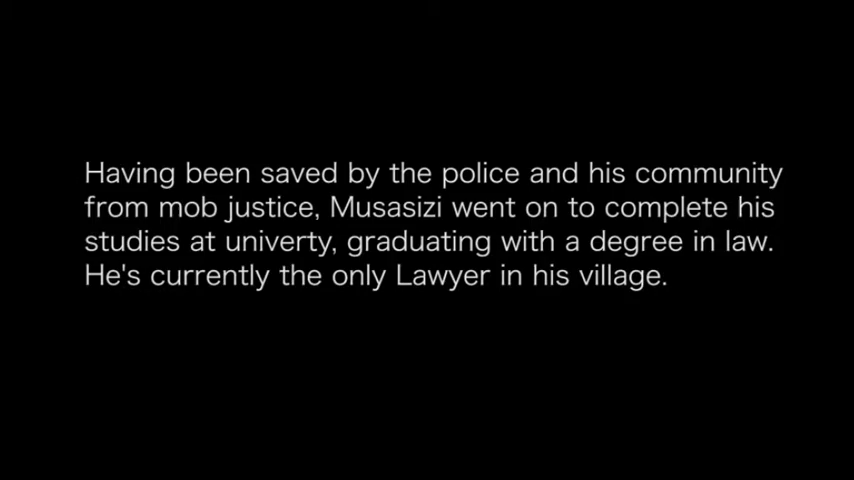 Having been saved by the police and his community
from mob justice, Musasizi went on to complete his
studies at univerty, graduating with a degree in law.
He's currently the only Lawyer in his village.